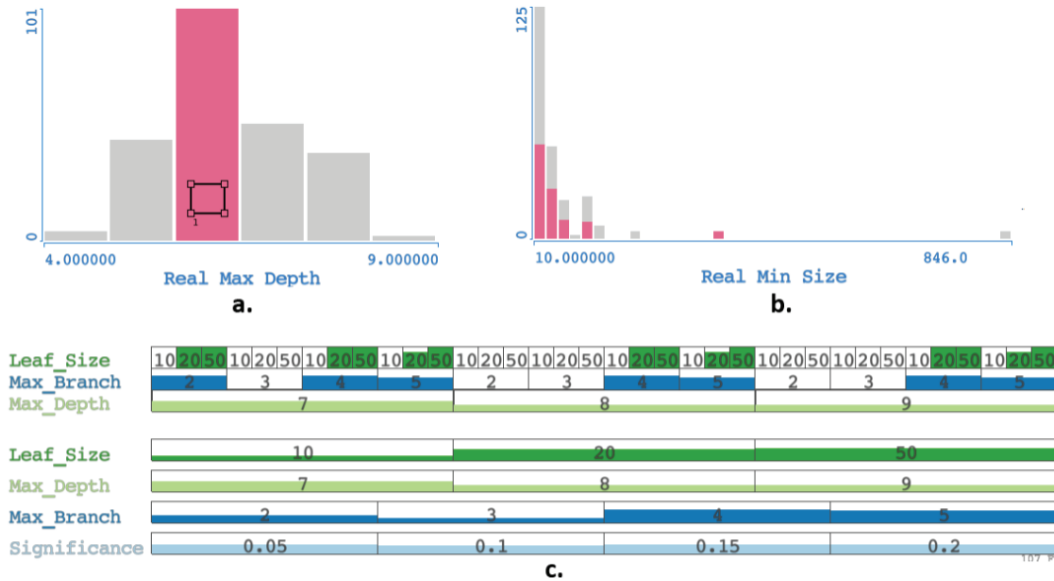 101
0
1
4.000000 9.000000
Real Max Depth
a.
125
0
10.000000 846.0
Real Min Size
b.
Leaf_Size 10 20 50 10 20 50 10 20 50 10 20 50 10 20 50 10 20 50 10 20 50 10 20 50 10 20 50 10 20 50 10 20 50 10 20 50
Max_Branch 2 3 4 5 2 3 4 5 2 3 4 5
Max_Depth 7 8 9
Leaf_Size 10 20 50
Max_Depth 7 8 9
Max_Branch 2 3 4 5
Significance 0.05 0.1 0.15 0.2
c.